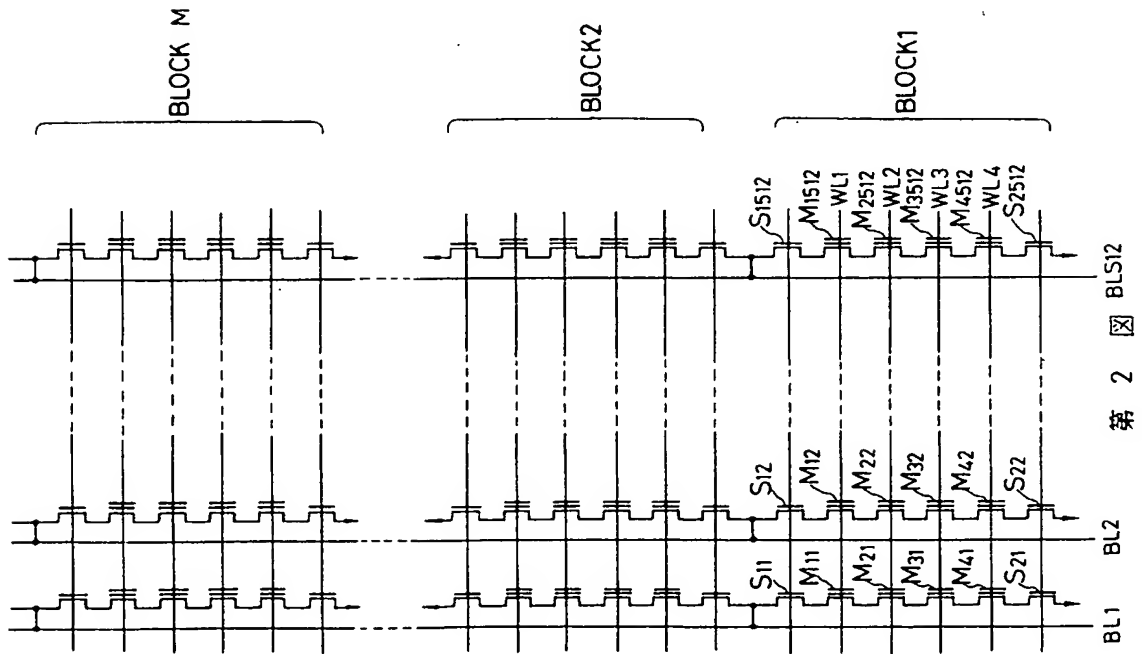 BLOCK M
BLOCK2
BLOCK1
S1512
M1512
WL1
M2512
WL2
M3512
WL3
M4512
WL4
S2512
BL512
S12
M12
M22
M32
M42
S22
BL2
S11
M11
M21
M31
M41
S21
BL1
第 2 図